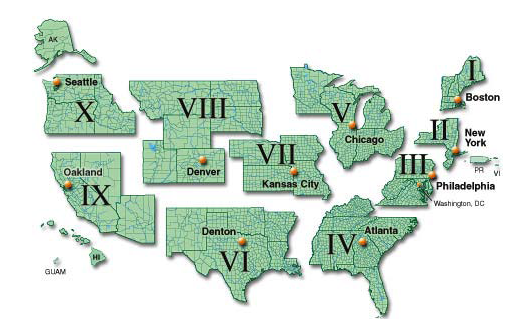 AK
Seattle
X
VIII
V
Chicago
I
Boston
II
New
York
III
PR
VI
Philadelphia
Washington, DC
Oakland
IX
Denver
VII
Kansas City
Denton
VI
IV
Atlanta
HI
GUAM